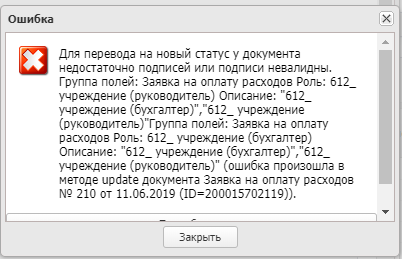 Ошибка
Для перевода на новый статус у документа
недостаточно подписей или подписи невалидны.
Группа полей: Заявка на оплату расходов Роль: 612_
учреждение (руководитель) Описание: "612_
учреждение (бухгалтер)","612_ учреждение
(руководитель)"Группа полей: Заявка на оплату
расходов Роль: 612_ учреждение (бухгалтер)
Описание: "612_ учреждение (бухгалтер)","612_
учреждение (руководитель)" (ошибка произошла в
методе update документа Заявка на оплату расходов
№ 210 от 11.06.2019 (ID=200015702119)).
Закрыть